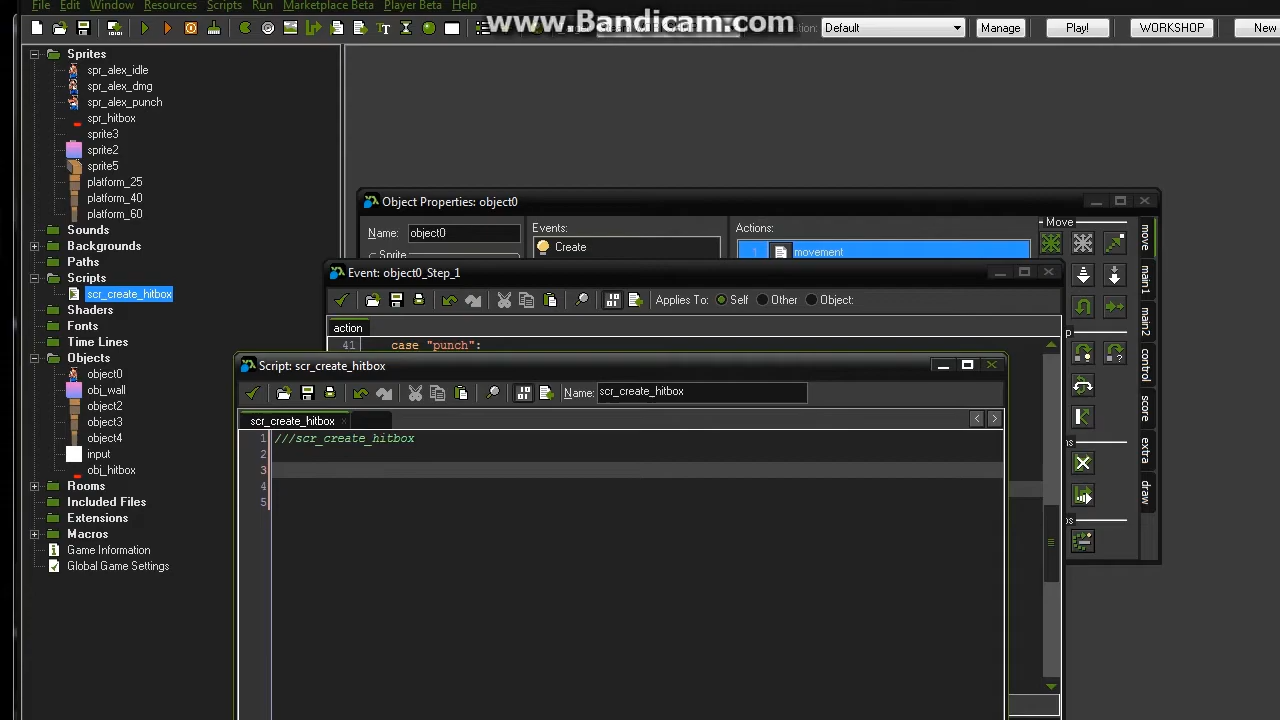 File Edit Window Resources Scripts Run Marketplace Beta Player Beta Help
www.Bandicam.com
Default Manage Play! WORKSHOP New
Sprites
spr_alex_idle
spr_alex_dmg
spr_alex_punch
spr_hitbox
sprite3
sprite2
sprite5
platform_25
platform_40
platform_60
Sounds
Backgrounds
Paths
Scripts
scr_create_hitbox
Shaders
Fonts
Time Lines
Objects
object0
obj_wall
object2
object3
object4
input
obj_hitbox
Rooms
Included Files
Extensions
Macros
Game Information
Global Game Settings
Object Properties: object0
Name: object0
Sprite
Events:
Create
Actions:
1 movement
Move
move
main1
main2
control
score
extra
draw
Event: object0_Step_1
Applies To: Self Other Object:
action
41 case "punch":
Script: scr_create_hitbox
Name: scr_create_hitbox
scr_create_hitbox
1 ///scr_create_hitbox
2
3
4
5